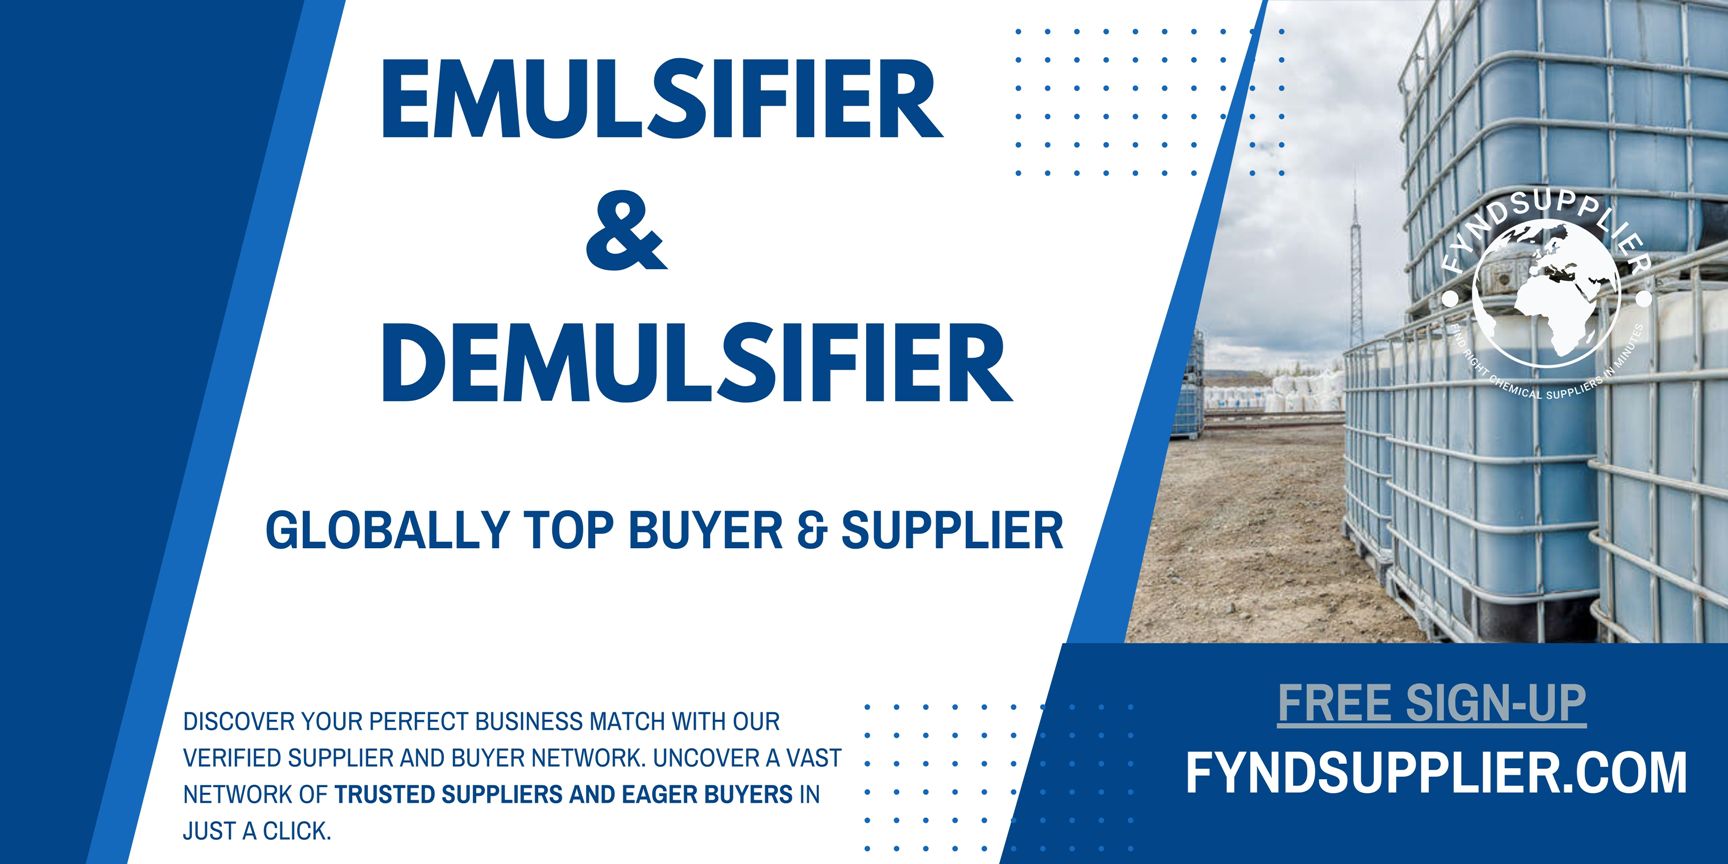 EMULSIFIER
&
DEMULSIFIER
GLOBALLY TOP BUYER & SUPPLIER
DISCOVER YOUR PERFECT BUSINESS MATCH WITH OUR
VERIFIED SUPPLIER AND BUYER NETWORK. UNCOVER A VAST
NETWORK OF TRUSTED SUPPLIERS AND EAGER BUYERS IN
JUST A CLICK.
FYNDSUPPLIER
FIND RIGHT CHEMICAL SUPPLIERS IN MINUTES
FREE SIGN-UP
FYNDSUPPLIER.COM